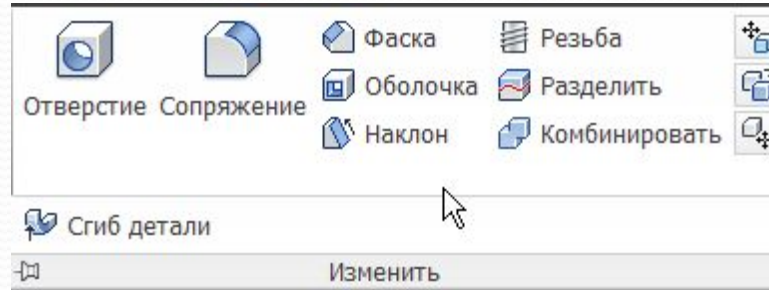 Отверстие
Сопряжение
Фаска
Оболочка
Наклон
Резьба
Разделить
Комбинировать
Сгиб детали
Изменить